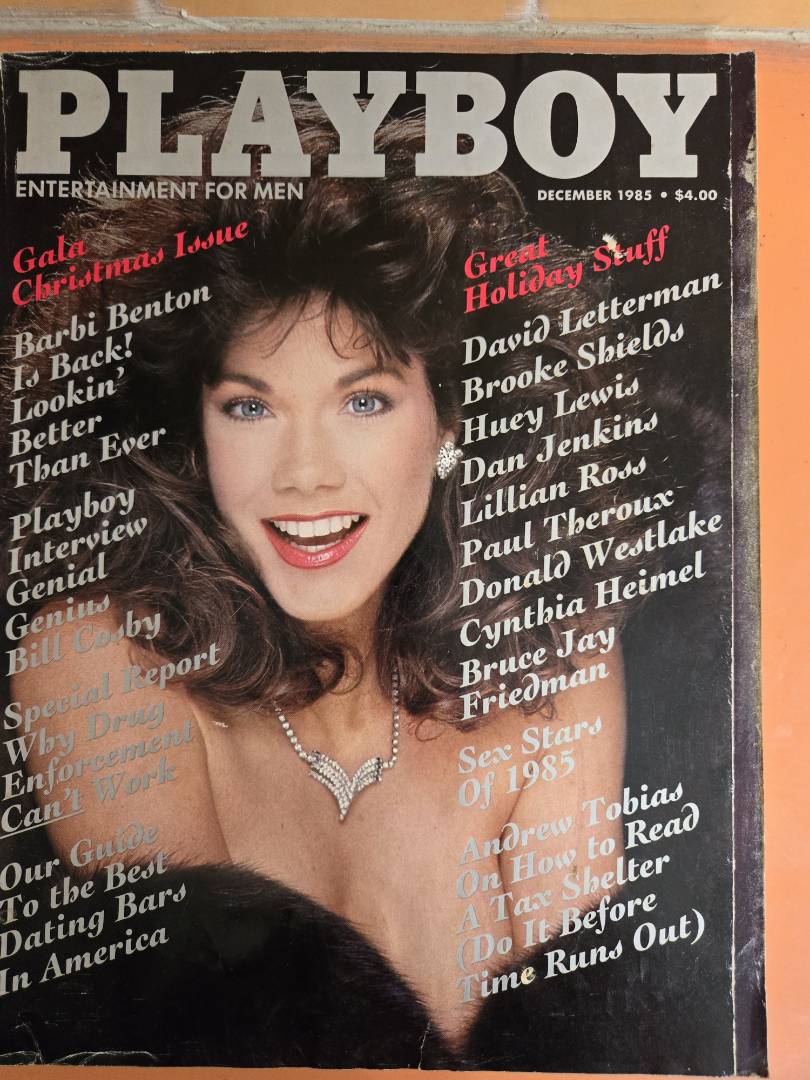 PLAYBOY
ENTERTAINMENT FOR MEN
DECEMBER 1985 • $4.00
Gala
Christmas Issue
Barbi Benton
Is Back!
Lookin'
Better
Than Ever
Playboy
Interview
Genial
Genius
Bill Cosby
Special Report
Why Drug
Enforcement
Can't Work
Our Guide
To the Best
Dating Bars
In America
Great
Holiday Stuff
David Letterman
Brooke Shields
Huey Lewis
Dan Jenkins
Lillian Ross
Paul Theroux
Donald Westlake
Cynthia Heimel
Bruce Jay
Friedman
Sex Stars
Of 1985
Andrew Tobias
On How to Read
A Tax Shelter
(Do It Before
Time Runs Out)